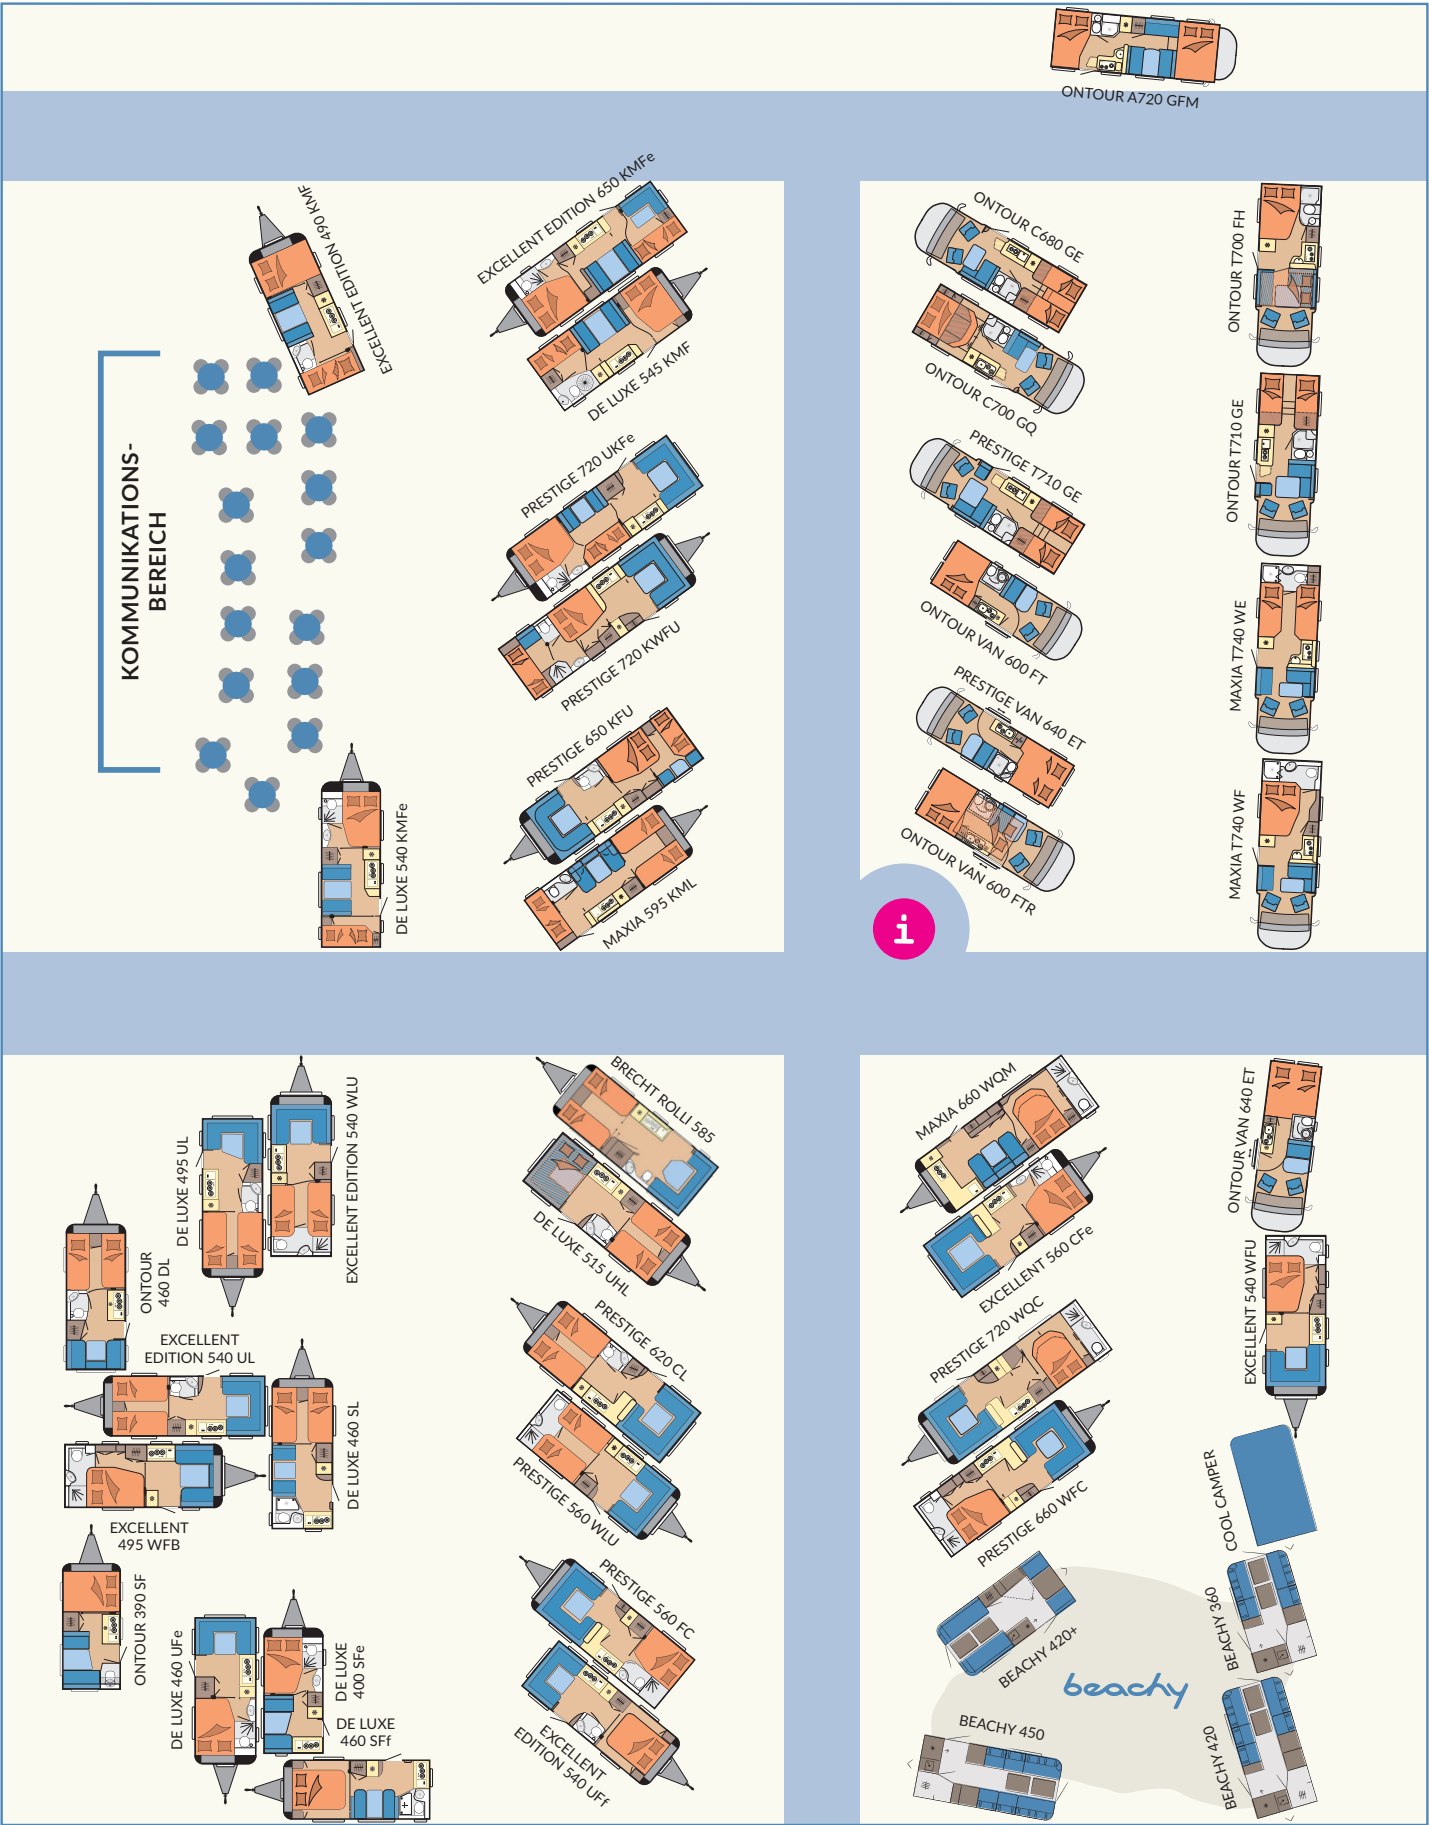 ONTOUR A720 GFM
EXCELLENT EDITION 490 KMF
EXCELLENT EDITION 650 KMFe
DE LUXE 545 KMF
KOMMUNIKATIONS-
BEREICH
PRESTIGE 720 UKFe
PRESTIGE 720 KWFU
PRESTIGE 650 KFU
MAXIA 595 KML
DE LUXE 540 KMFe
ONTOUR C680 GE
ONTOUR C700 GQ
PRESTIGE T710 GE
ONTOUR VAN 600 FT
PRESTIGE VAN 640 ET
ONTOUR VAN 600 FTR
i
ONTOUR T700 FH
ONTOUR T710 GE
MAXIA T740 WE
MAXIA T740 WF
DE LUXE 495 UL
EXCELLENT EDITION 540 WLU
ONTOUR
460 DL
EXCELLENT
EDITION 540 UL
DE LUXE 460 SL
EXCELLENT
495 WFB
ONTOUR 390 SF
DE LUXE 460 UFe
DE LUXE
400 SFe
DE LUXE
460 SFf
BRECHT ROLLI 585
DE LUXE 515 UHL
PRESTIGE 620 CL
PRESTIGE 560 WLU
PRESTIGE 560 FC
EXCELLENT
EDITION 540 UFf
MAXIA 660 WQM
EXCELLENT 560 CFe
PRESTIGE 720 WQC
PRESTIGE 660 WFC
ONTOUR VAN 640 ET
EXCELLENT 540 WFU
COOL CAMPER
BEACHY 360
BEACHY 420+
beachy
BEACHY 450
BEACHY 420